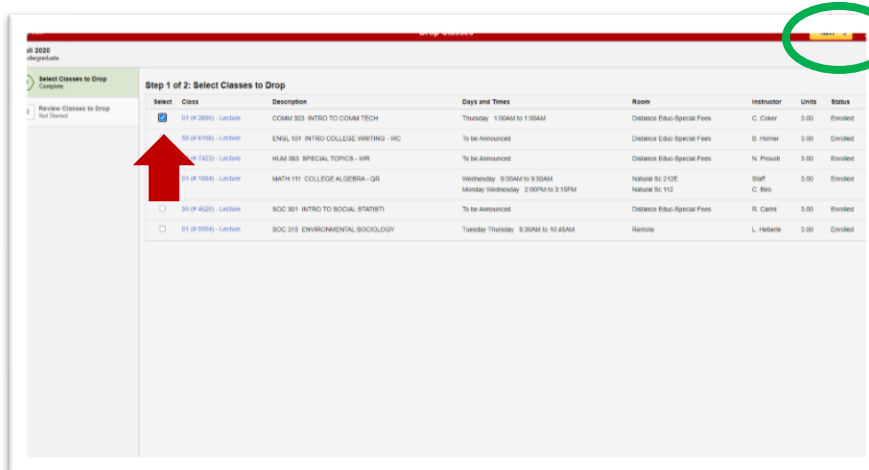 Drop Classes
Next
all 2020
ndergraduate
Select Classes to Drop
Complete
Review Classes to Drop
Not Started
Step 1 of 2: Select Classes to Drop
Select Class Description Days and Times Room Instructor Units Status
01 (# 3895) - Lecture COMM 303 INTRO TO COMM TECH Thursday 1:00AM to 1:00AM Distance Educ-Special Fees C. Coker 3.00 Enrolled
50 (# 6198) - Lecture ENGL 101 INTRO COLLEGE WRITING - WC To be Announced Distance Educ-Special Fees B. Horner 3.00 Enrolled
(# 7423) - Lecture HUM 363 SPECIAL TOPICS - WR To be Announced Distance Educ-Special Fees N. Provolt 3.00 Enrolled
01 (# 1884) - Lecture MATH 111 COLLEGE ALGEBRA - QR Wednesday 9:00AM to 9:50AM Natural Sc 212E Staff 3.00 Enrolled
Monday Wednesday 2:00PM to 3:15PM Natural Sc 112 C. Biro
50 (# 4620) - Lecture SOC 301 INTRO TO SOCIAL STATISTI To be Announced Distance Educ-Special Fees R. Carini 3.00 Enrolled
01 (# 5594) - Lecture SOC 315 ENVIRONMENTAL SOCIOLOGY Tuesday Thursday 9:30AM to 10:45AM Remote L. Heberle 3.00 Enrolled